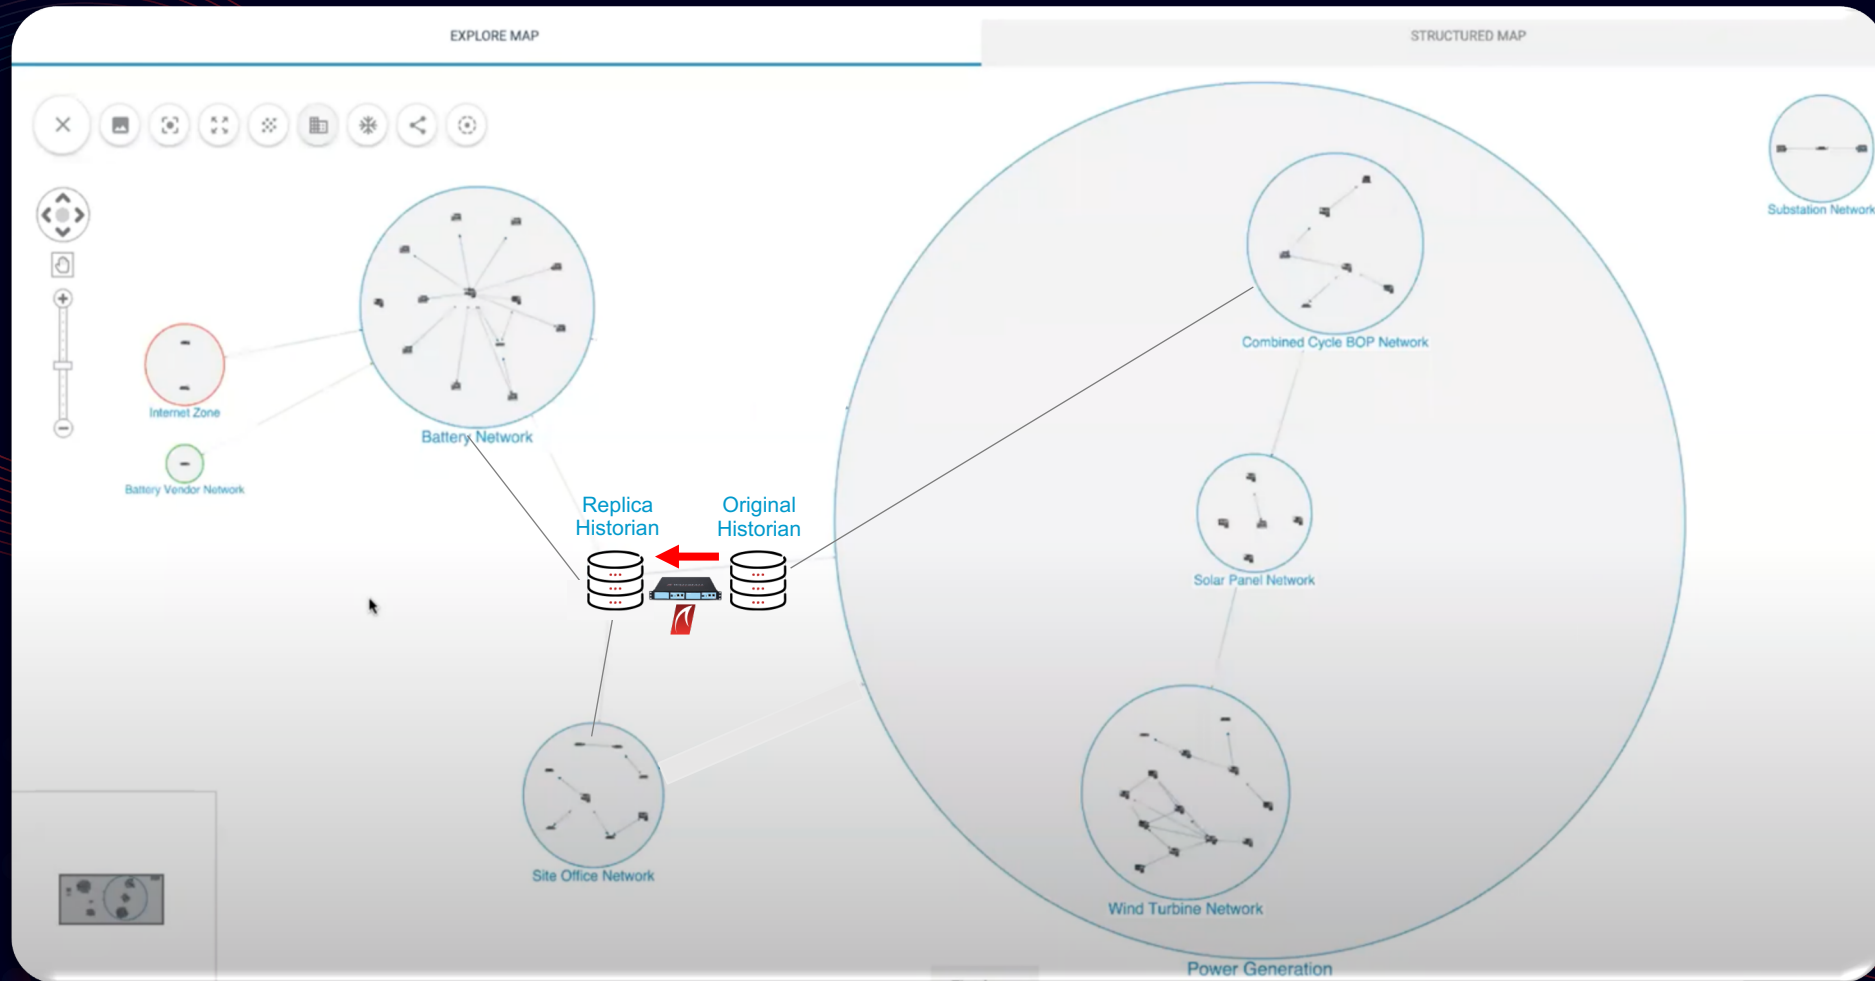 EXPLORE MAP
STRUCTURED MAP
Substation Network
Combined Cycle BOP Network
Internet Zone
Battery Network
Battery Vendor Network
Replica
Historian
Original
Historian
Solar Panel Network
Site Office Network
Wind Turbine Network
Power Generation